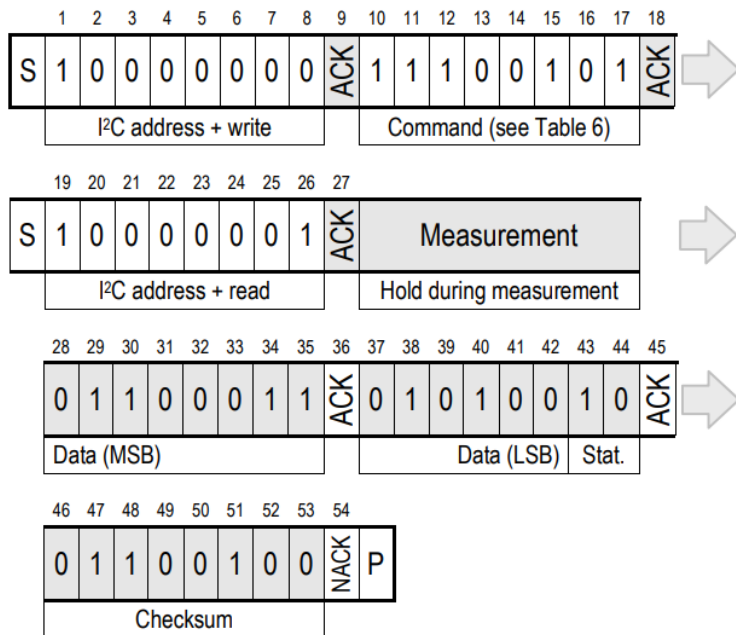 1 2 3 4 5 6 7 8 9 10 11 12 13 14 15 16 17 18
S 1 0 0 0 0 0 0 0 ACK 1 1 1 0 0 1 0 1 ACK
I²C address + write Command (see Table 6)
19 20 21 22 23 24 25 26 27
S 1 0 0 0 0 0 0 1 ACK Measurement
I²C address + read Hold during measurement
28 29 30 31 32 33 34 35 36 37 38 39 40 41 42 43 44 45
0 1 1 0 0 0 1 1 ACK 0 1 0 1 0 0 1 0 ACK
Data (MSB) Data (LSB) Stat.
46 47 48 49 50 51 52 53 54
0 1 1 0 0 1 0 0 NACK P
Checksum